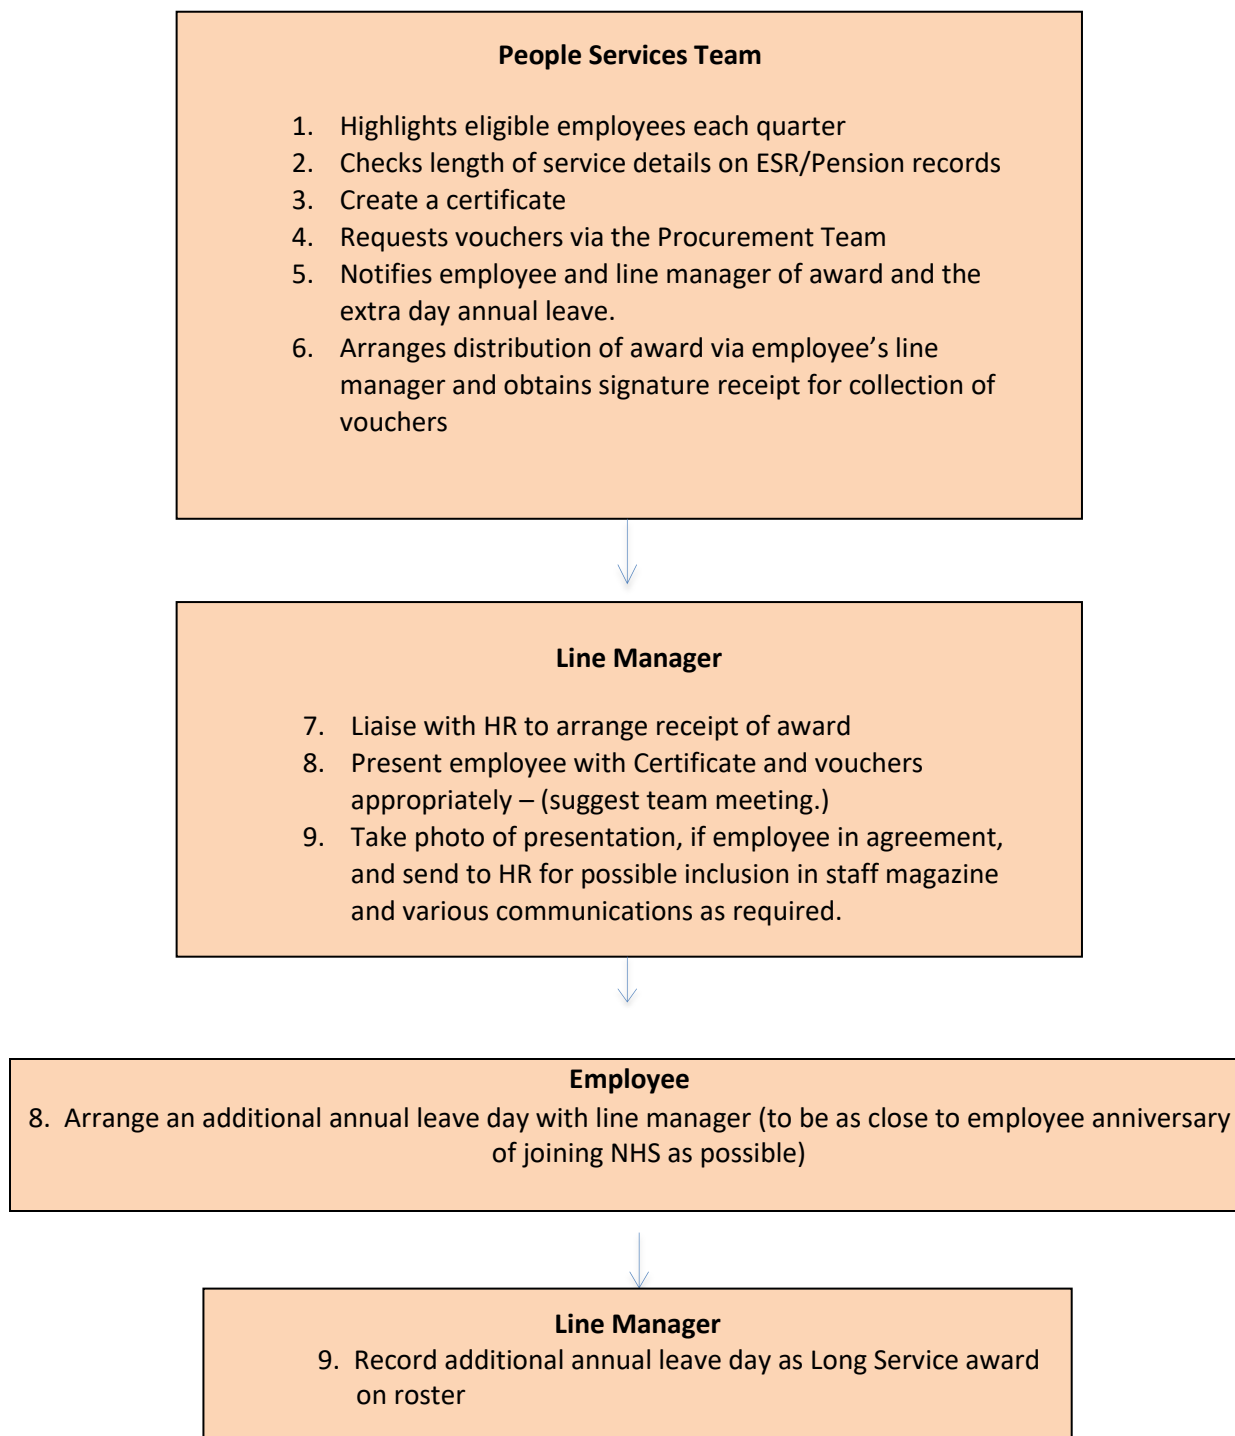 People Services Team
1. Highlights eligible employees each quarter
2. Checks length of service details on ESR/Pension records
3. Create a certificate
4. Requests vouchers via the Procurement Team
5. Notifies employee and line manager of award and the
extra day annual leave.
6. Arranges distribution of award via employee’s line
manager and obtains signature receipt for collection of
vouchers
Line Manager
7. Liaise with HR to arrange receipt of award
8. Present employee with Certificate and vouchers
appropriately – (suggest team meeting.)
9. Take photo of presentation, if employee in agreement,
and send to HR for possible inclusion in staff magazine
and various communications as required.
Employee
8. Arrange an additional annual leave day with line manager (to be as close to employee anniversary
of joining NHS as possible)
Line Manager
9. Record additional annual leave day as Long Service award
on roster